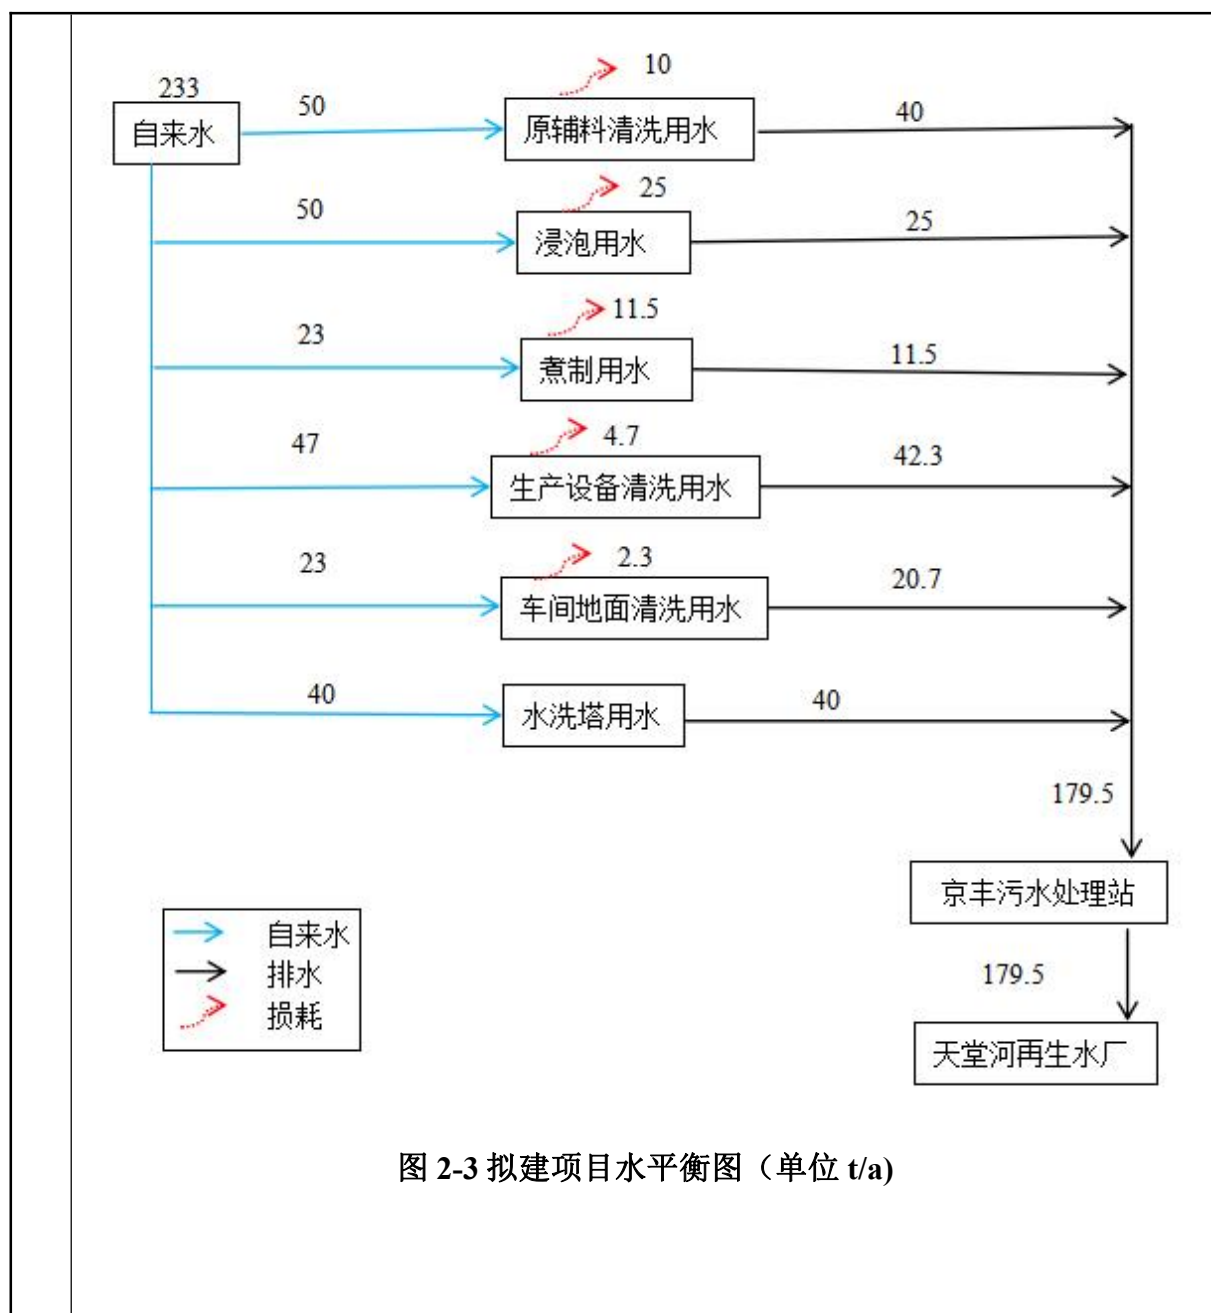 233
自来水
50
10
原辅料清洗用水
40
50
25
浸泡用水
25
23
11.5
煮制用水
11.5
47
4.7
生产设备清洗用水
42.3
23
2.3
车间地面清洗用水
20.7
40
水洗塔用水
40
179.5
京丰污水处理站
179.5
天堂河再生水厂
自来水
排水
损耗
图 2-3 拟建项目水平衡图（单位 t/a)